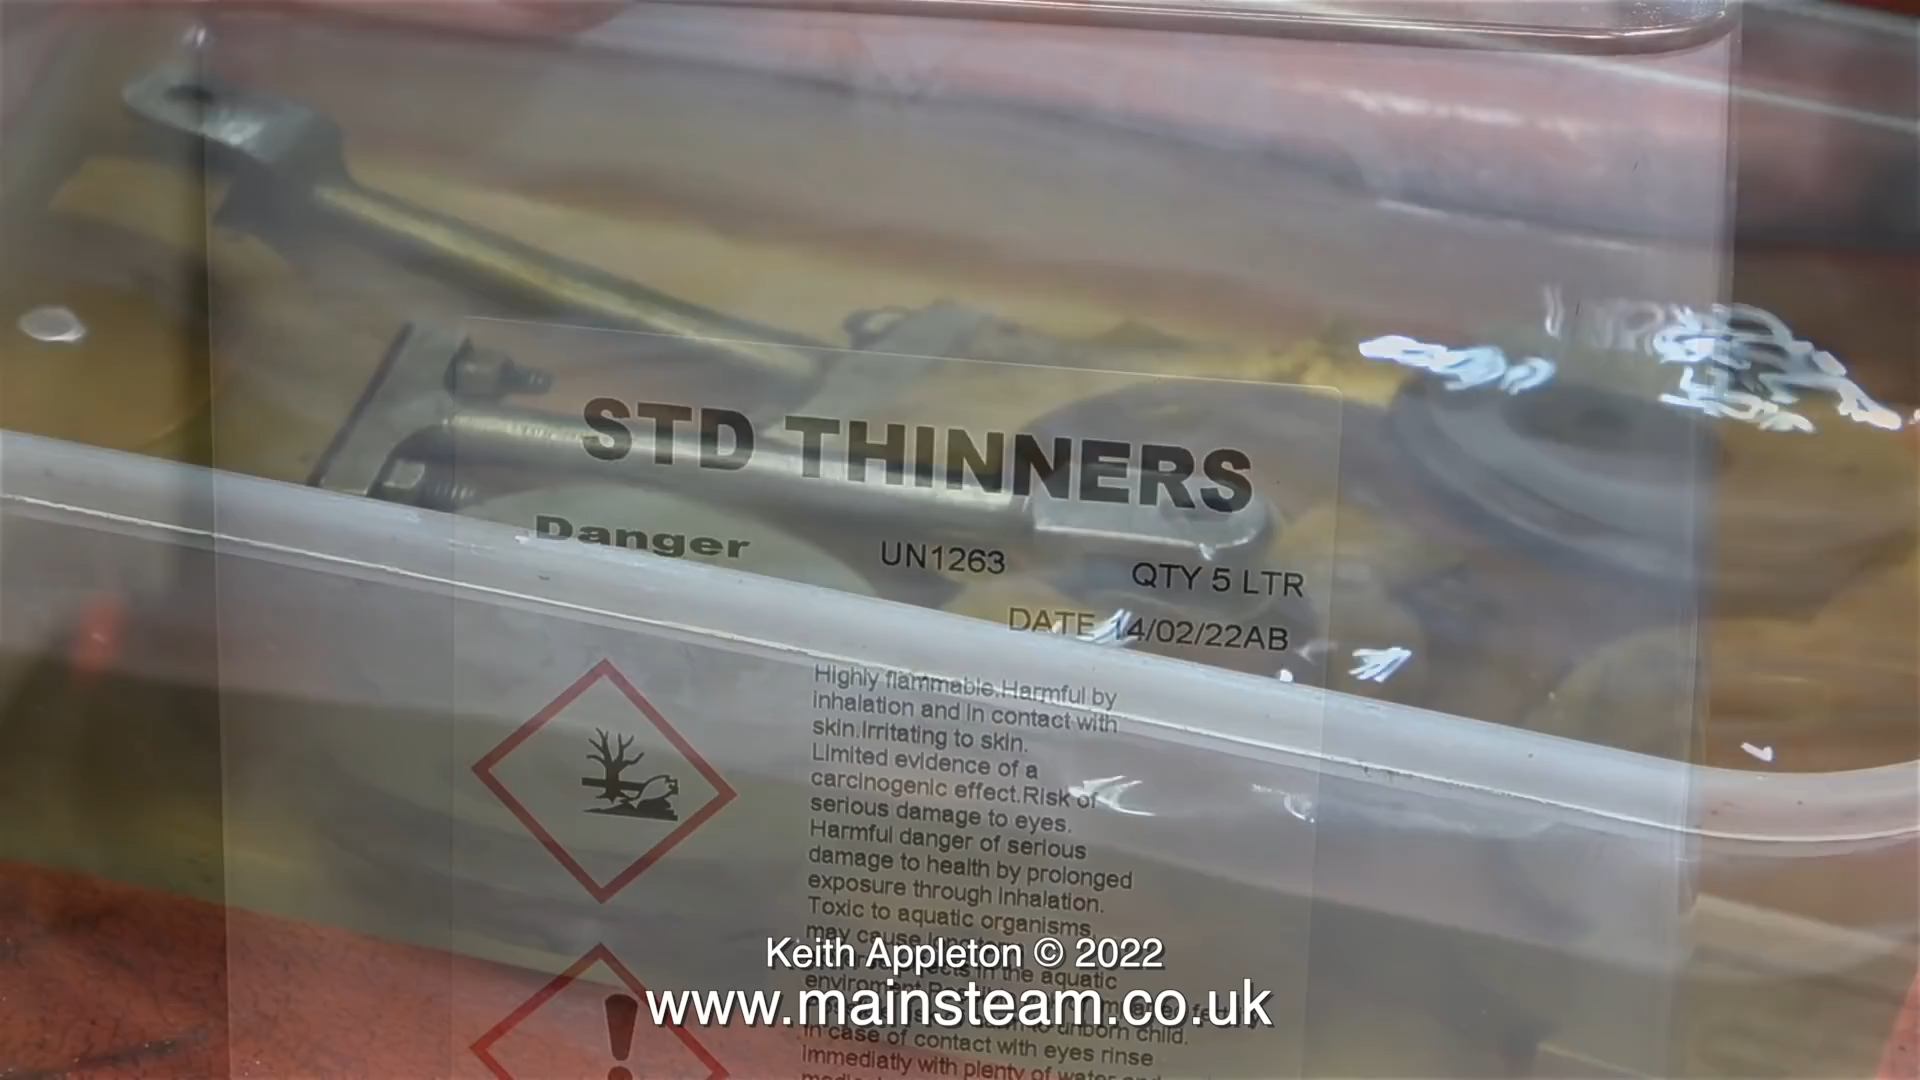 STD THINNERS
Danger
UN1263
QTY 5 LTR
DATE 14/02/22AB
Highly flammable.Harmful by
inhalation and in contact with
skin.Irritating to skin.
Limited evidence of a
carcinogenic effect.Risk of
serious damage to eyes.
Harmful danger of serious
damage to health by prolonged
exposure through inhalation.
Toxic to aquatic organisms,
may cause
in the aquatic
to unborn child.
In case of contact with eyes rinse
immediatly with plenty of water and
Keith Appleton © 2022
www.mainsteam.co.uk